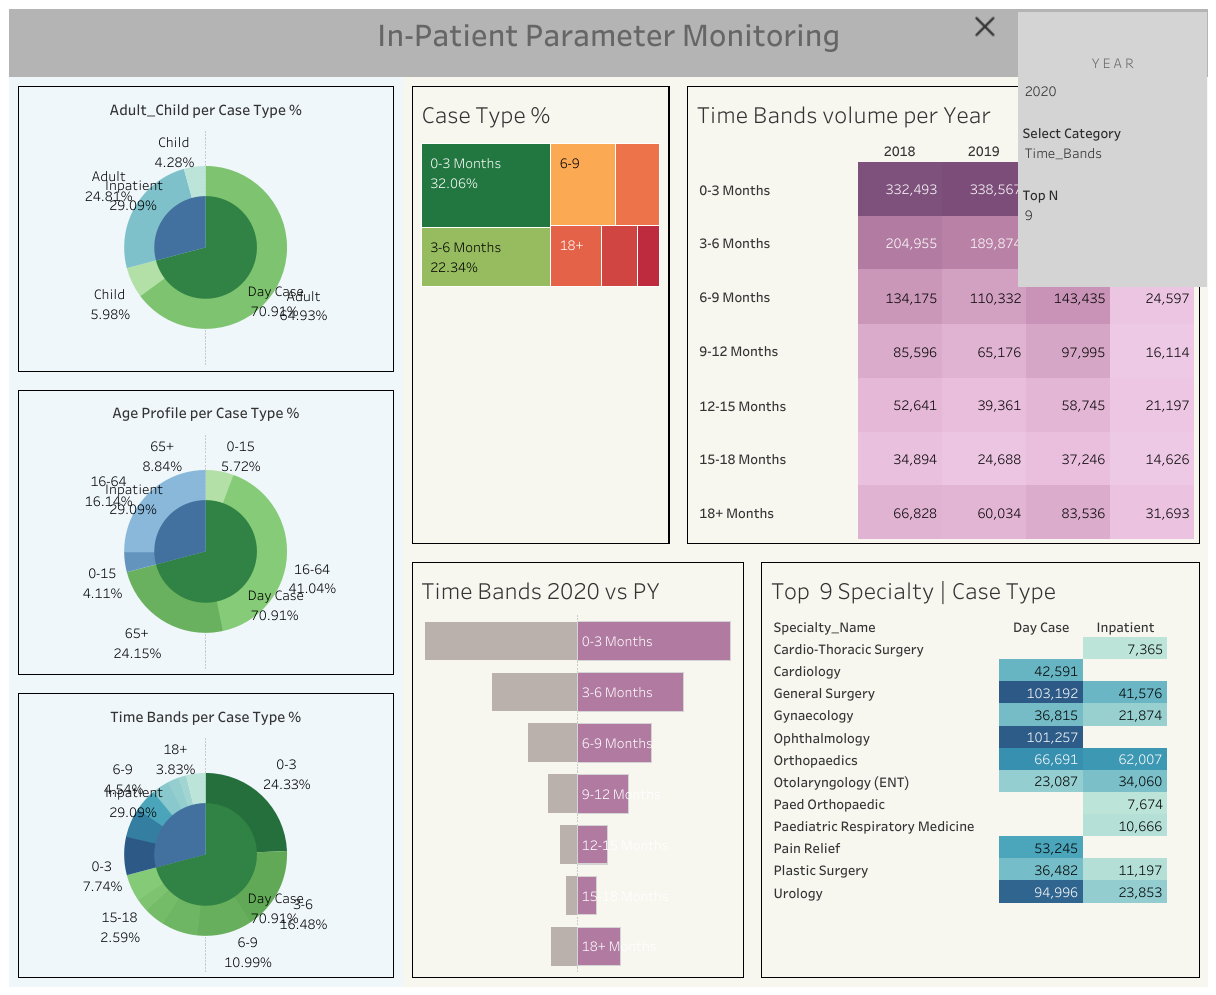 In-Patient Parameter Monitoring
YEAR
2020
Select Category
Time_Bands
Top N
9
Adult_Child per Case Type %
Child
4.28%
Adult
24.81%
Inpatient
29.09%
Child
5.98%
Day Case
70.91%
Adult
64.93%
Age Profile per Case Type %
65+
8.84%
0-15
5.72%
16-64
16.14%
Inpatient
29.09%
0-15
4.11%
16-64
41.04%
Day Case
70.91%
65+
24.15%
Time Bands per Case Type %
18+
3.83%
0-3
24.33%
6-9
4.54%
Inpatient
29.09%
0-3
7.74%
15-18
2.59%
Day Case
70.91%
3-6
16.48%
6-9
10.99%
Case Type %
0-3 Months
32.06%
6-9
3-6 Months
22.34%
18+
Time Bands volume per Year
2018 2019
0-3 Months 332,493 338,567
3-6 Months 204,955 189,874
6-9 Months 134,175 110,332 143,435 24,597
9-12 Months 85,596 65,176 97,995 16,114
12-15 Months 52,641 39,361 58,745 21,197
15-18 Months 34,894 24,688 37,246 14,626
18+ Months 66,828 60,034 83,536 31,693
Time Bands 2020 vs PY
0-3 Months
3-6 Months
6-9 Months
9-12 Months
12-15 Months
15-18 Months
18+ Months
Top 9 Specialty | Case Type
Specialty_Name Day Case Inpatient
Cardio-Thoracic Surgery 7,365
Cardiology 42,591
General Surgery 103,192 41,576
Gynaecology 36,815 21,874
Ophthalmology 101,257
Orthopaedics 66,691 62,007
Otolaryngology (ENT) 23,087 34,060
Paed Orthopaedic 7,674
Paediatric Respiratory Medicine 10,666
Pain Relief 53,245
Plastic Surgery 36,482 11,197
Urology 94,996 23,853